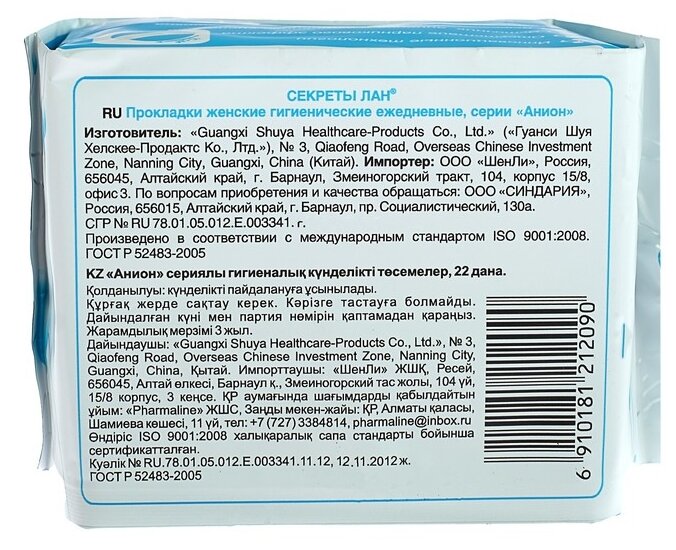 СЕКРЕТЫ ЛАН®
RU Прокладки женские гигиенические ежедневные, серии «Анион»
Изготовитель: «Guangxi Shuya Healthcare-Products Co., Ltd.» («Гуанси Шуя
Хелскее-Продактс Ко., Лтд.»), № 3, Qiaofeng Road, Overseas Chinese Investment
Zone, Nanning City, Guangxi, China (Китай). Импортер: ООО «ШенЛи», Россия,
656045, Алтайский край, г. Барнаул, Змеиногорский тракт, 104, корпус 15/8,
офис 3. По вопросам приобретения и качества обращаться: ООО «СИНДАРИЯ»,
Россия, 656015, Алтайский край, г. Барнаул, пр. Социалистический, 130а.
СГР № RU 78.01.05.012.Е.003341. г.
Произведено в соответствии с международным стандартом ISO 9001:2008.
ГОСТ Р 52483-2005
KZ «Анион» сериялы гигиеналық күнделікті төсемелер, 22 дана.
Қолданылуы: күнделікті пайдалануға ұсынылады.
Құрғақ жерде сақтау керек. Кәрізге тастауға болмайды.
Дайындалған күні мен партия нөмірін қаптамадан қараңыз.
Жарамдылық мерзімі 3 жыл.
Дайындаушы: «Guangxi Shuya Healthcare-Products Co., Ltd.», № 3,
Qiaofeng Road, Overseas Chinese Investment Zone, Nanning City,
Guangxi, Қытай. Импорттаушы: «ШенЛи» ЖШҚ, Ресей,
656045, Алтай өлкесі, Барнаул қ., Змеиногорский тас жолы, 104 үй,
15/8 корпус, 3 кеңсе. ҚР аумағында шағымдарды қабылдайтын
ұйым: «Pharmaline» ЖШС, Заңды мекен-жайы: ҚР, Алматы қаласы,
Шамиева көшесі, 11 үй, тел: +7 (727) 3384814, pharmaline@inbox.ru
Өндіріс ISO 9001:2008 халықаралық сапа стандарты бойынша
сертификатталған.
Куәлік № RU.78.01.05.012.Е.003341.11.12, 12.11.2012 ж.
ГОСТ Р 52483-2005
6 910181 212090